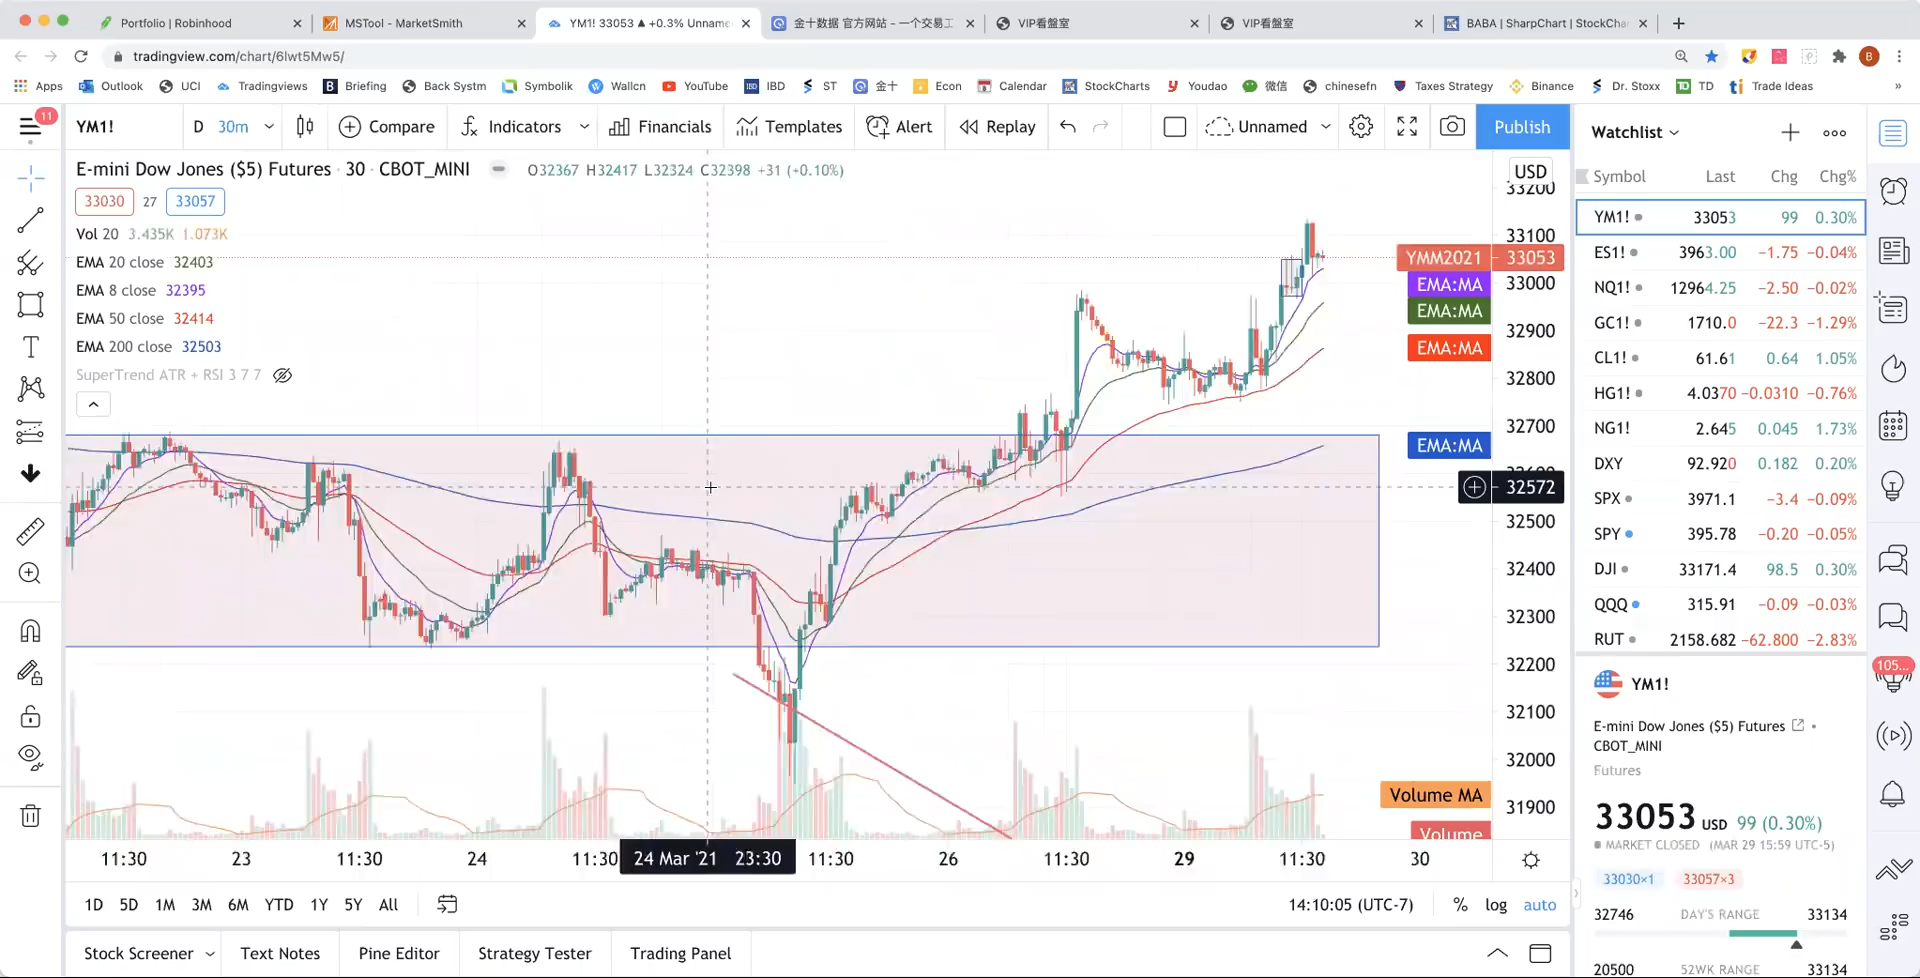 Portfolio | Robinhood
MSTool - MarketSmith
YM1! 33053 ▲ +0.3% Unname
金十数据 官方网站 - 一个交易工
VIP看盤室
VIP看盤室
BABA | SharpChart | StockCha
tradingview.com/chart/6lwt5Mw5/
B
Apps Outlook UCI Tradingviews Briefing Back Systm Symbolik Wallcn YouTube IBD ST 金十 Econ Calendar StockCharts Youdao 微信 chinesefn Taxes Strategy Binance Dr. Stoxx TD Trade Ideas »
11
YM1! D 30m Compare Indicators Financials Templates Alert Replay Unnamed Publish
E-mini Dow Jones ($5) Futures · 30 · CBOT_MINI O32367 H32417 L32324 C32398 +31 (+0.10%)
33030 27 33057
Vol 20 3.435K 1.073K
EMA 20 close 32403
EMA 8 close 32395
EMA 50 close 32414
EMA 200 close 32503
SuperTrend ATR + RSI 3 7 7
USD
33200
33100
YMM2021 33053
EMA:MA
33000
EMA:MA
32900
EMA:MA
32800
32700
EMA:MA
32600
32572
32500
32400
32300
32200
32100
32000
Volume MA
31900
Volume
11:30 23 11:30 24 11:30 24 Mar '21 23:30 11:30 26 11:30 29 11:30 30
1D 5D 1M 3M 6M YTD 1Y 5Y All
14:10:05 (UTC-7) % log auto
Stock Screener Text Notes Pine Editor Strategy Tester Trading Panel
Watchlist
Symbol Last Chg Chg%
YM1! 33053 99 0.30%
ES1! 3963.00 −1.75 −0.04%
NQ1! 12964.25 −2.50 −0.02%
GC1! 1710.0 −22.3 −1.29%
CL1! 61.61 0.64 1.05%
HG1! 4.0370 −0.0310 −0.76%
NG1! 2.645 0.045 1.73%
DXY 92.920 0.182 0.20%
SPX 3971.1 −3.4 −0.09%
SPY 395.78 −0.20 −0.05%
DJI 33171.4 98.5 0.30%
QQQ 315.91 −0.09 −0.03%
RUT 2158.682 −62.800 −2.83%
YM1!
E-mini Dow Jones ($5) Futures
CBOT_MINI
Futures
33053 USD 99 (0.30%)
MARKET CLOSED (MAR 29 15:59 UTC-5)
33030×1 33057×3
32746 DAY'S RANGE 33134
20500 52WK RANGE 33134
105...